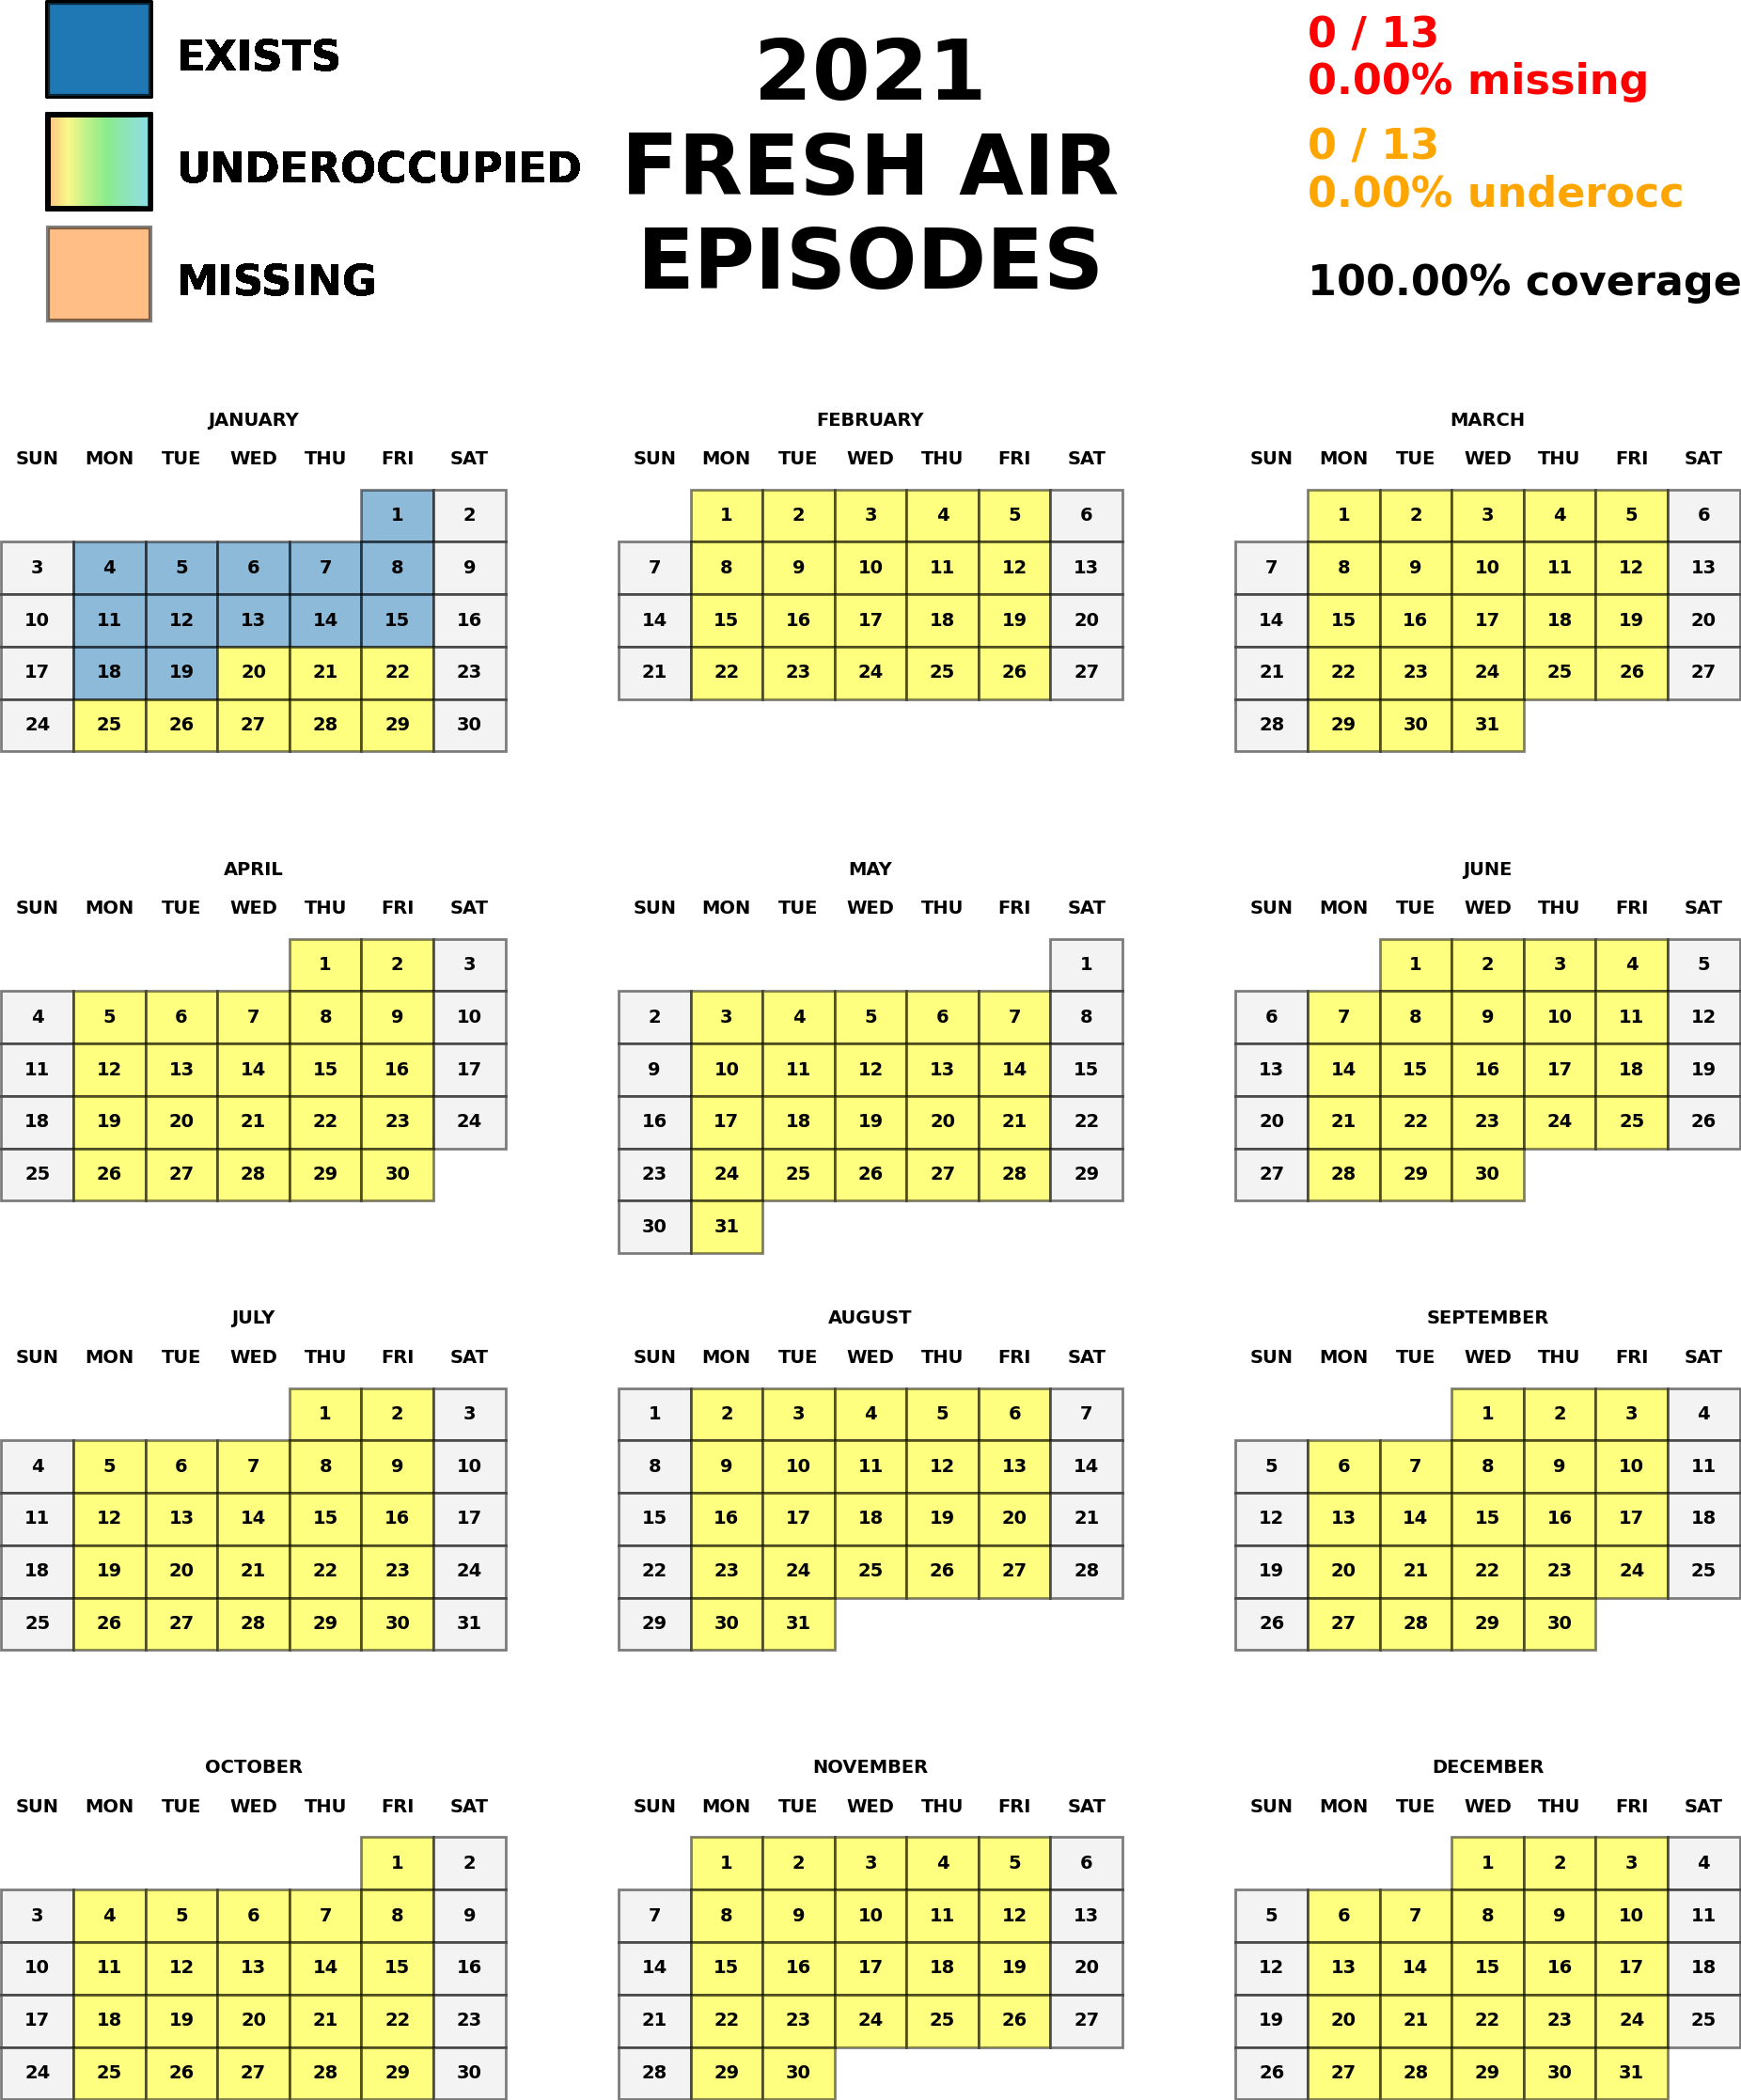 EXISTS
UNDEROCCUPIED
MISSING
2021
FRESH AIR
EPISODES
0 / 13
0.00% missing
0 / 13
0.00% underocc
100.00% coverage
JANUARY
SUN MON TUE WED THU FRI SAT
1 2
3 4 5 6 7 8 9
10 11 12 13 14 15 16
17 18 19 20 21 22 23
24 25 26 27 28 29 30
FEBRUARY
SUN MON TUE WED THU FRI SAT
1 2 3 4 5 6
7 8 9 10 11 12 13
14 15 16 17 18 19 20
21 22 23 24 25 26 27
MARCH
SUN MON TUE WED THU FRI SAT
1 2 3 4 5 6
7 8 9 10 11 12 13
14 15 16 17 18 19 20
21 22 23 24 25 26 27
28 29 30 31
APRIL
SUN MON TUE WED THU FRI SAT
1 2 3
4 5 6 7 8 9 10
11 12 13 14 15 16 17
18 19 20 21 22 23 24
25 26 27 28 29 30
MAY
SUN MON TUE WED THU FRI SAT
1
2 3 4 5 6 7 8
9 10 11 12 13 14 15
16 17 18 19 20 21 22
23 24 25 26 27 28 29
30 31
JUNE
SUN MON TUE WED THU FRI SAT
1 2 3 4 5
6 7 8 9 10 11 12
13 14 15 16 17 18 19
20 21 22 23 24 25 26
27 28 29 30
JULY
SUN MON TUE WED THU FRI SAT
1 2 3
4 5 6 7 8 9 10
11 12 13 14 15 16 17
18 19 20 21 22 23 24
25 26 27 28 29 30 31
AUGUST
SUN MON TUE WED THU FRI SAT
1 2 3 4 5 6 7
8 9 10 11 12 13 14
15 16 17 18 19 20 21
22 23 24 25 26 27 28
29 30 31
SEPTEMBER
SUN MON TUE WED THU FRI SAT
1 2 3 4
5 6 7 8 9 10 11
12 13 14 15 16 17 18
19 20 21 22 23 24 25
26 27 28 29 30
OCTOBER
SUN MON TUE WED THU FRI SAT
1 2
3 4 5 6 7 8 9
10 11 12 13 14 15 16
17 18 19 20 21 22 23
24 25 26 27 28 29 30
NOVEMBER
SUN MON TUE WED THU FRI SAT
1 2 3 4 5 6
7 8 9 10 11 12 13
14 15 16 17 18 19 20
21 22 23 24 25 26 27
28 29 30
DECEMBER
SUN MON TUE WED THU FRI SAT
1 2 3 4
5 6 7 8 9 10 11
12 13 14 15 16 17 18
19 20 21 22 23 24 25
26 27 28 29 30 31